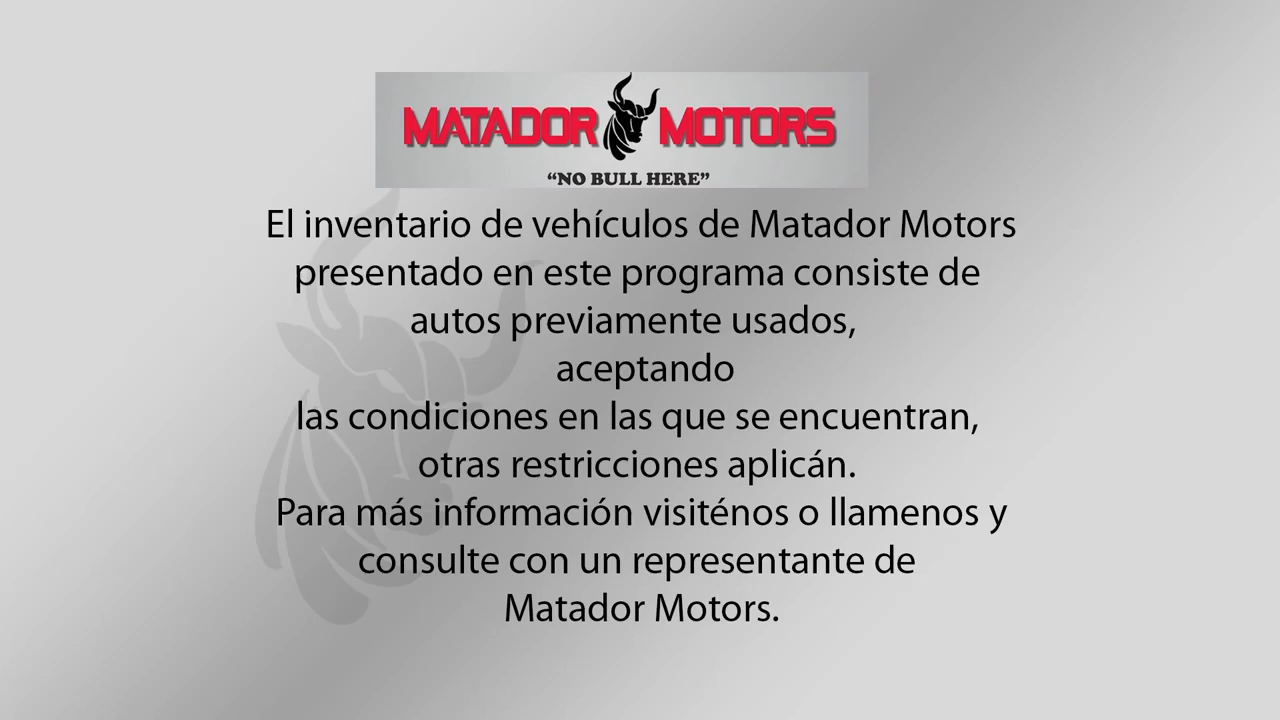 MATADOR MOTORS
“NO BULL HERE”
El inventario de vehículos de Matador Motors
presentado en este programa consiste de
autos previamente usados,
aceptando
las condiciones en las que se encuentran,
otras restricciones aplicán.
Para más información visiténos o llamenos y
consulte con un representante de
Matador Motors.